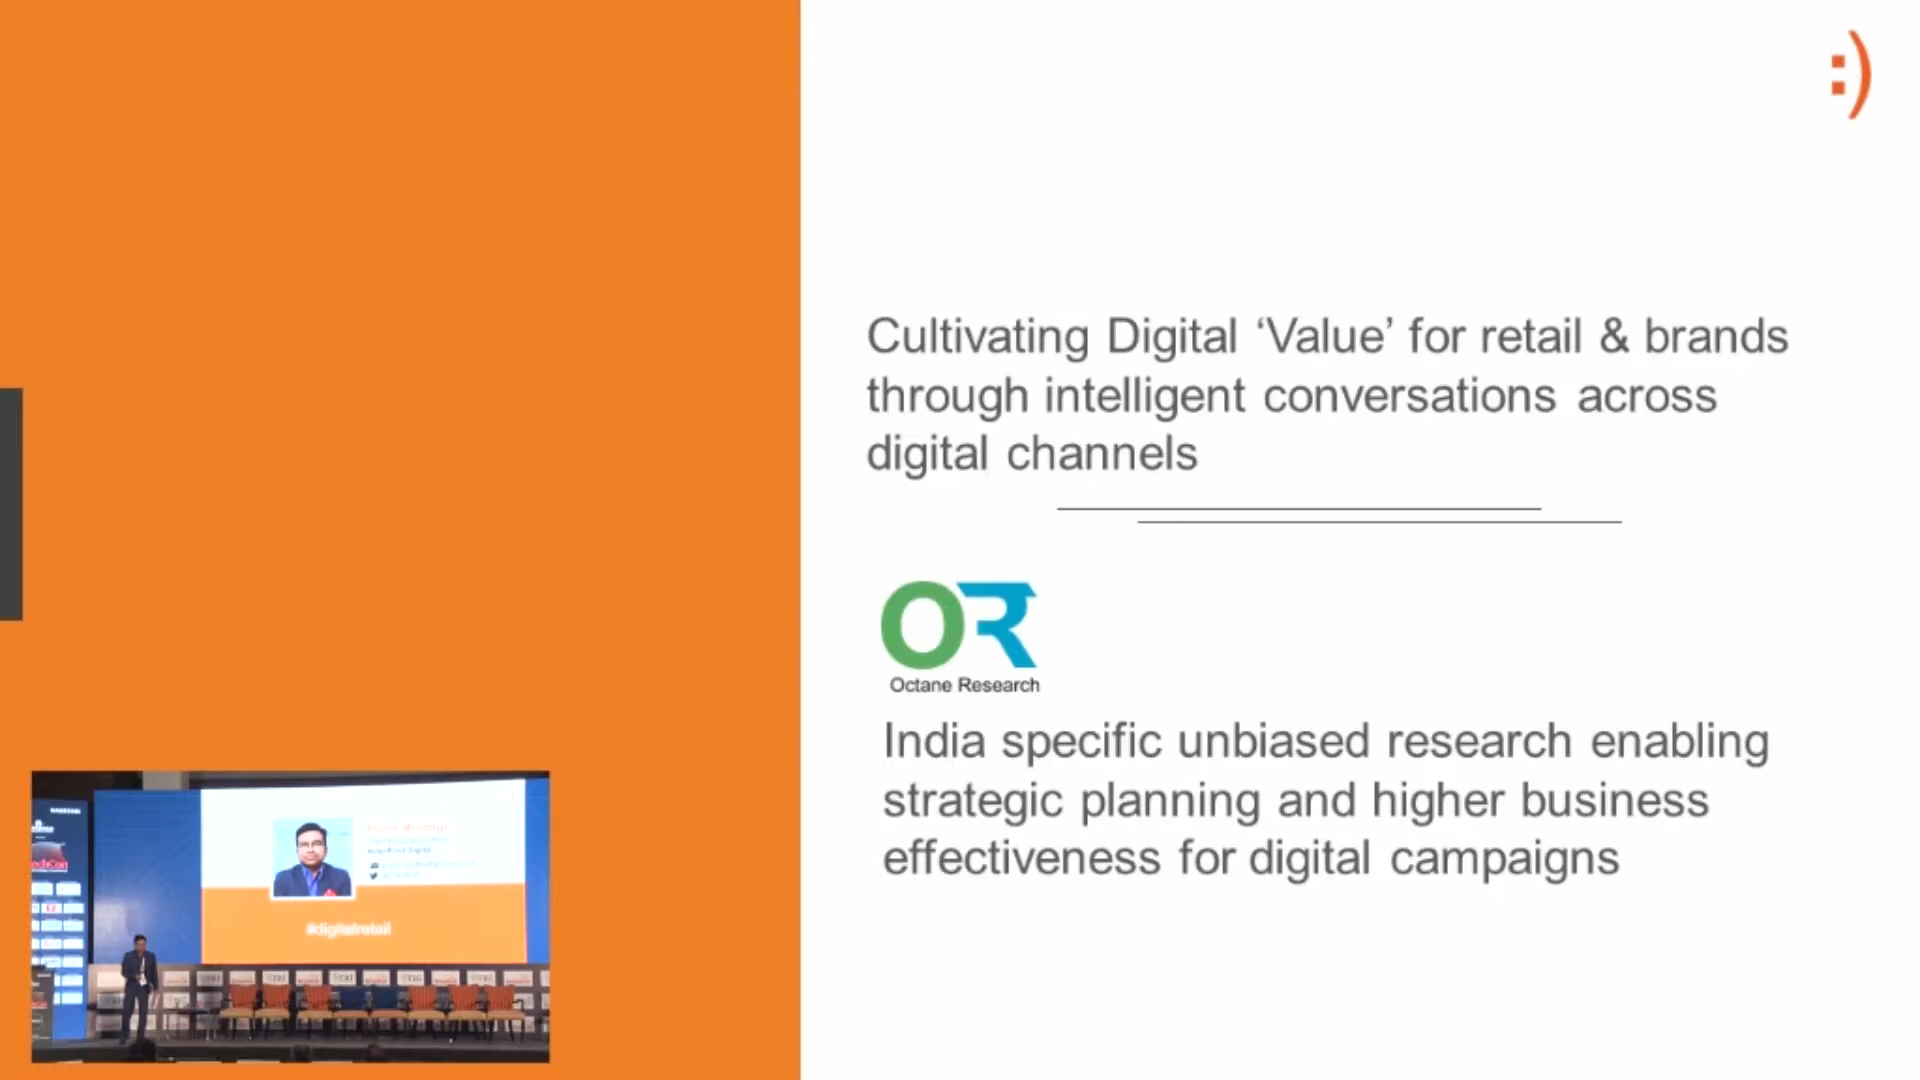 :)
Cultivating Digital ‘Value’ for retail & brands
through intelligent conversations across
digital channels
OR
Octane Research
India specific unbiased research enabling
strategic planning and higher business
effectiveness for digital campaigns
#digitalretail